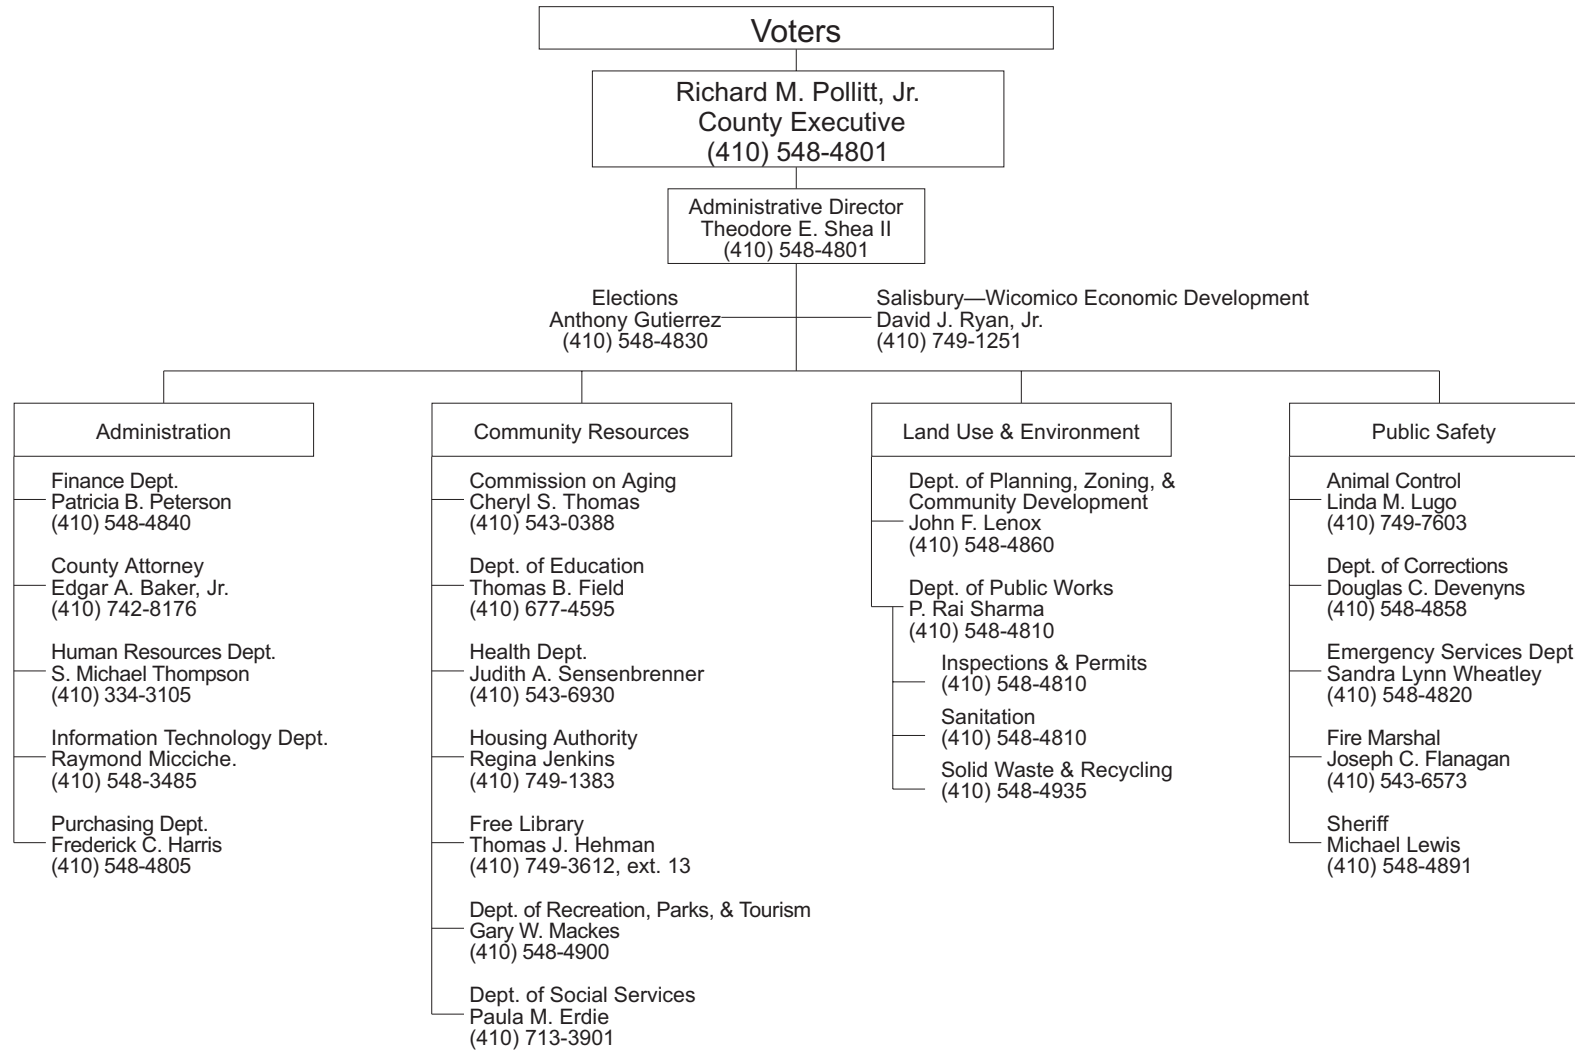 Voters
Richard M. Pollitt, Jr.
County Executive
(410) 548-4801
Administrative Director
Theodore E. Shea II
(410) 548-4801
Elections
Anthony Gutierrez
(410) 548-4830
Salisbury—Wicomico Economic Development
David J. Ryan, Jr.
(410) 749-1251
Administration
Finance Dept.
Patricia B. Peterson
(410) 548-4840
County Attorney
Edgar A. Baker, Jr.
(410) 742-8176
Human Resources Dept.
S. Michael Thompson
(410) 334-3105
Information Technology Dept.
Raymond Micciche.
(410) 548-3485
Purchasing Dept.
Frederick C. Harris
(410) 548-4805
Community Resources
Commission on Aging
Cheryl S. Thomas
(410) 543-0388
Dept. of Education
Thomas B. Field
(410) 677-4595
Health Dept.
Judith A. Sensenbrenner
(410) 543-6930
Housing Authority
Regina Jenkins
(410) 749-1383
Free Library
Thomas J. Hehman
(410) 749-3612, ext. 13
Dept. of Recreation, Parks, & Tourism
Gary W. Mackes
(410) 548-4900
Dept. of Social Services
Paula M. Erdie
(410) 713-3901
Land Use & Environment
Dept. of Planning, Zoning, &
Community Development
John F. Lenox
(410) 548-4860
Dept. of Public Works
P. Rai Sharma
(410) 548-4810
Inspections & Permits
(410) 548-4810
Sanitation
(410) 548-4810
Solid Waste & Recycling
(410) 548-4935
Public Safety
Animal Control
Linda M. Lugo
(410) 749-7603
Dept. of Corrections
Douglas C. Devenyns
(410) 548-4858
Emergency Services Dept
Sandra Lynn Wheatley
(410) 548-4820
Fire Marshal
Joseph C. Flanagan
(410) 543-6573
Sheriff
Michael Lewis
(410) 548-4891